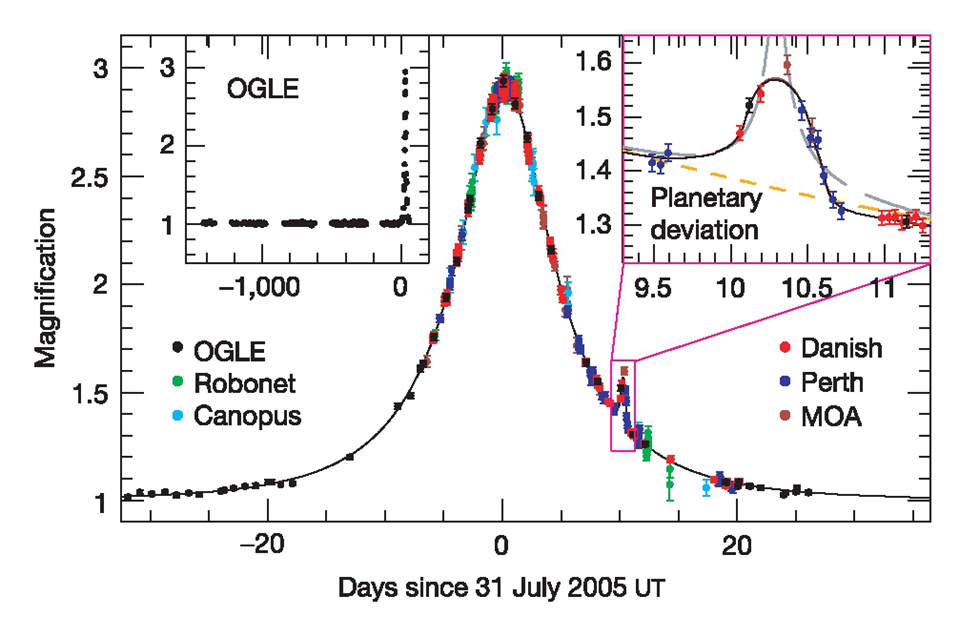 3
2.5
2
1.5
1
Magnification
−20
0
20
Days since 31 July 2005 UT
3
2
1
OGLE
−1,000
0
1.6
1.5
1.4
1.3
Planetary
deviation
9.5
10
10.5
11
OGLE
Robonet
Canopus
Danish
Perth
MOA